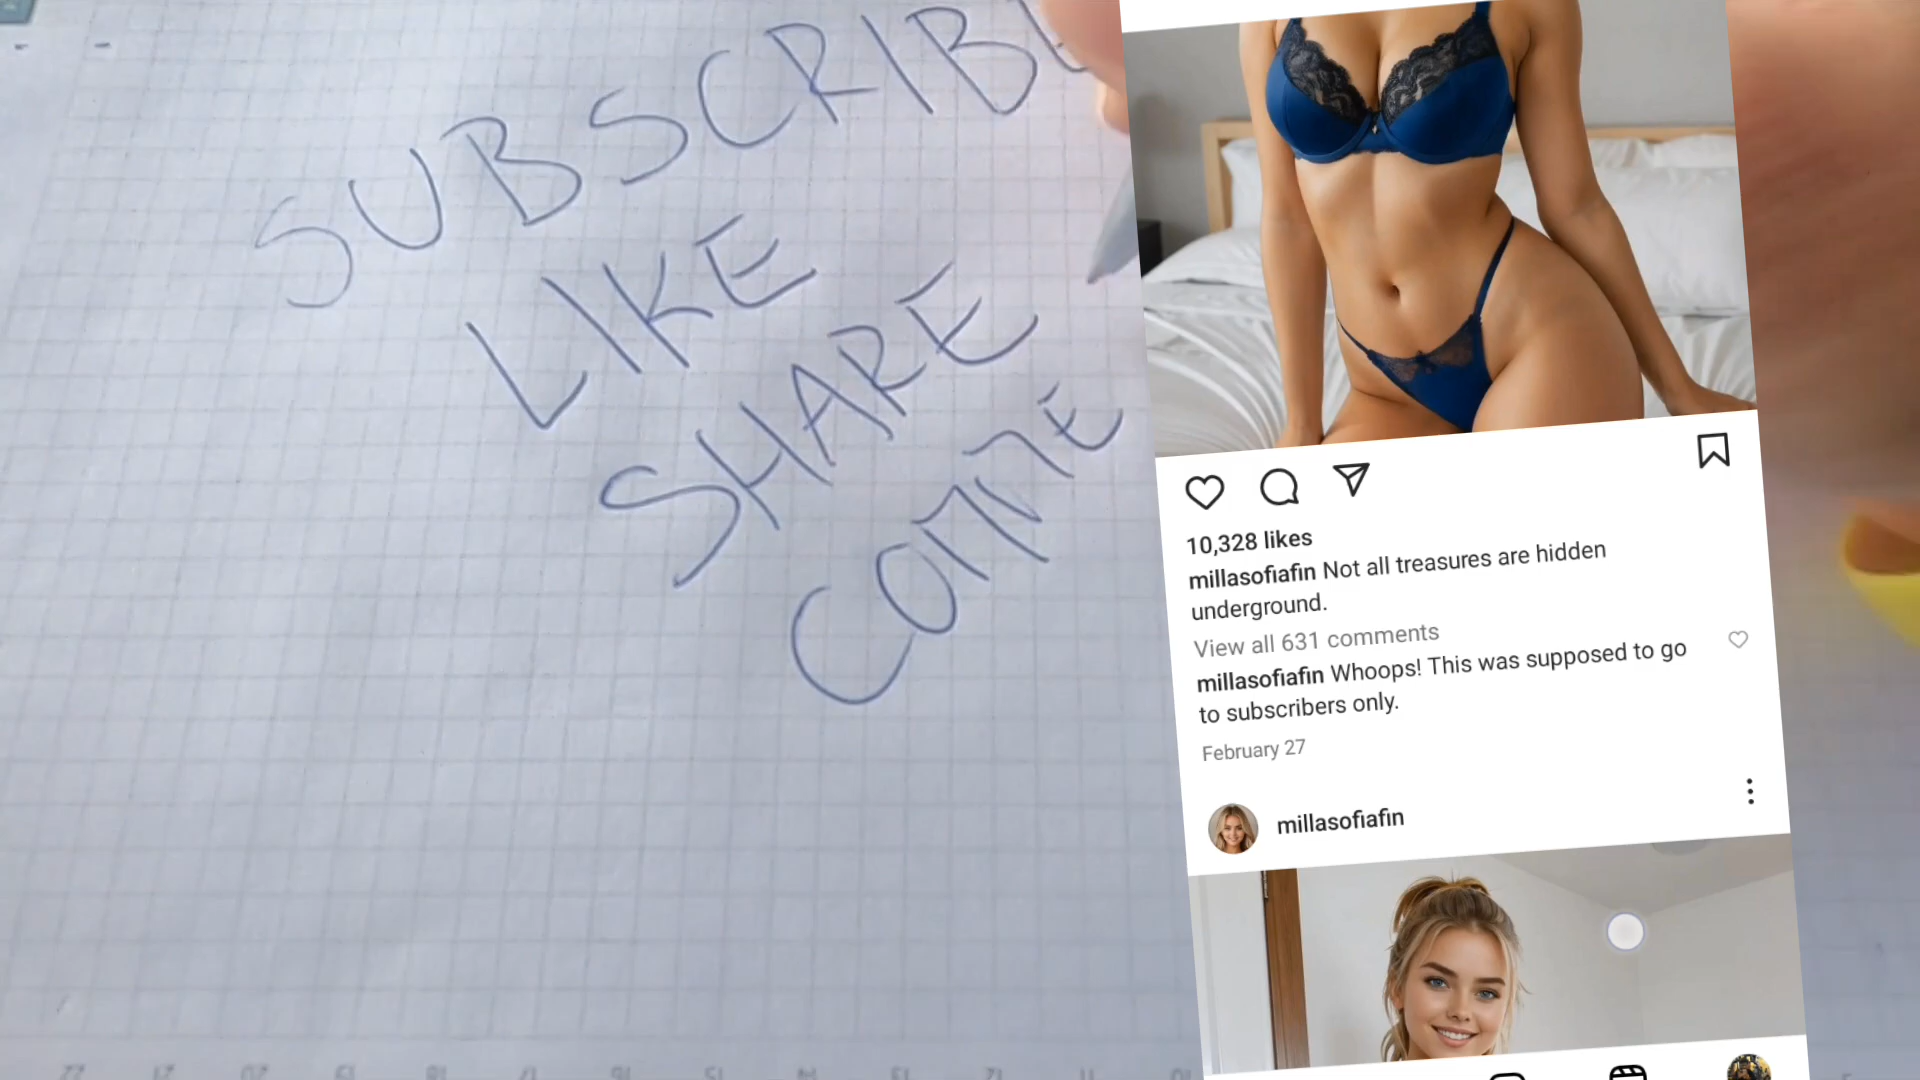 SUBSCRIB
LIKE
SHARE
COMME
10,328 likes
millasofiafin Not all treasures are hidden
underground.
View all 631 comments
millasofiafin Whoops! This was supposed to go
to subscribers only.
February 27
millasofiafin